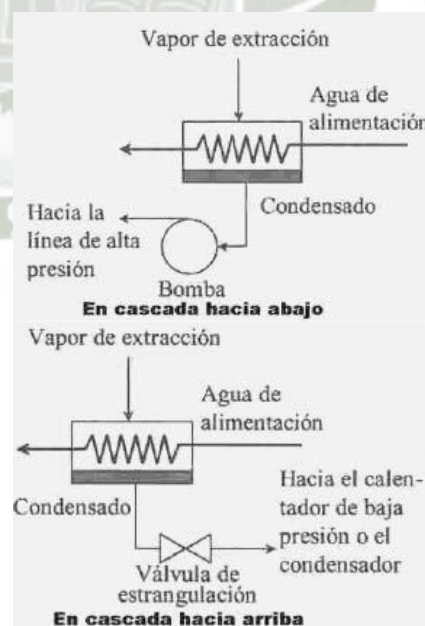 Vapor de extracción
Agua de
alimentación
Condensado
Hacia la
línea de alta
presión
Bomba
En cascada hacia abajo
Vapor de extracción
Agua de
alimentación
Condensado
Hacia el calen-
tador de baja
presión o el
condensador
Válvula de
estrangulación
En cascada hacia arriba